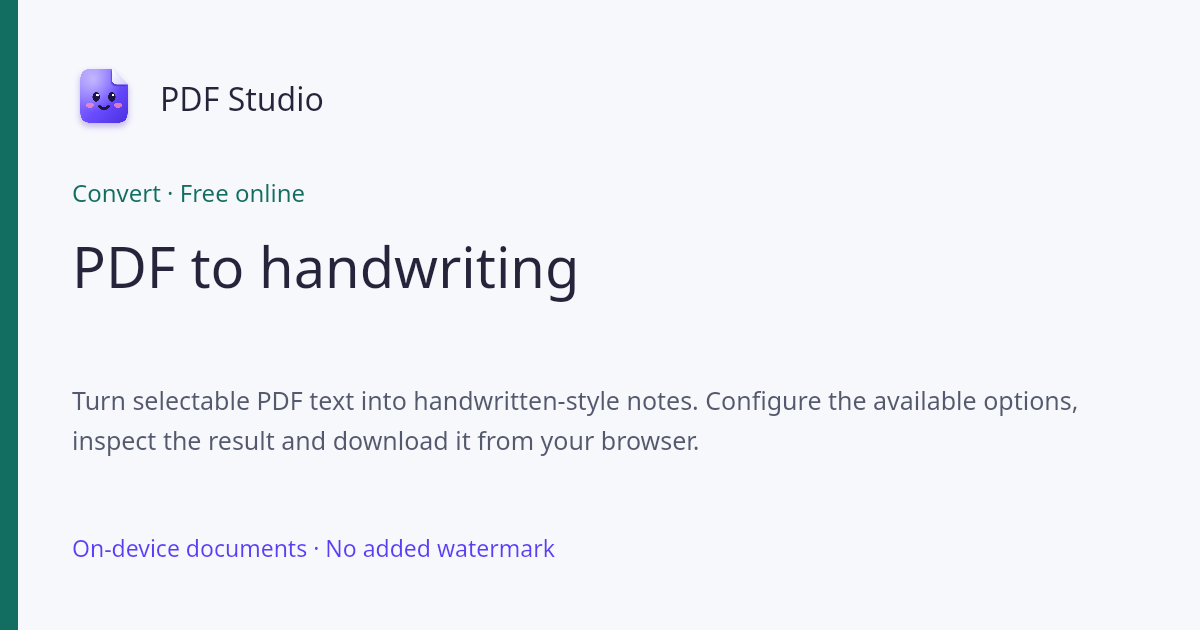 PDF Studio
Convert · Free online
PDF to handwriting
Turn selectable PDF text into handwritten-style notes. Configure the available options,
inspect the result and download it from your browser.
On-device documents · No added watermark